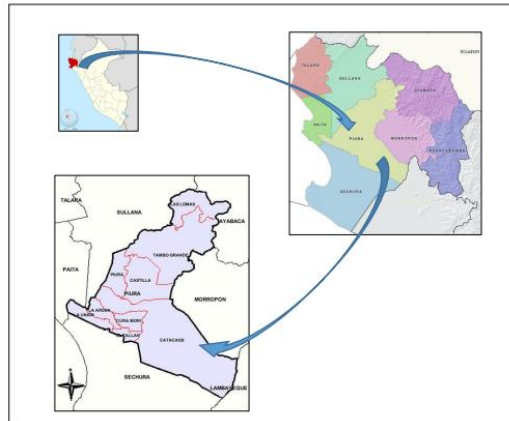 ECUADOR
TALARA
SULLANA
AYABACA
PAITA
PIURA
MORROPON
HUANCABAMBA
SECHURA
TALARA
SULLANA
LAS LOMAS
AYABACA
TAMBO GRANDE
PAITA
PIURA
CASTILLA
PIURA
MORROPON
LA ARENA
LA UNION
CURA MORI
CATACAOS
SECHURA
LAMBAYEQUE